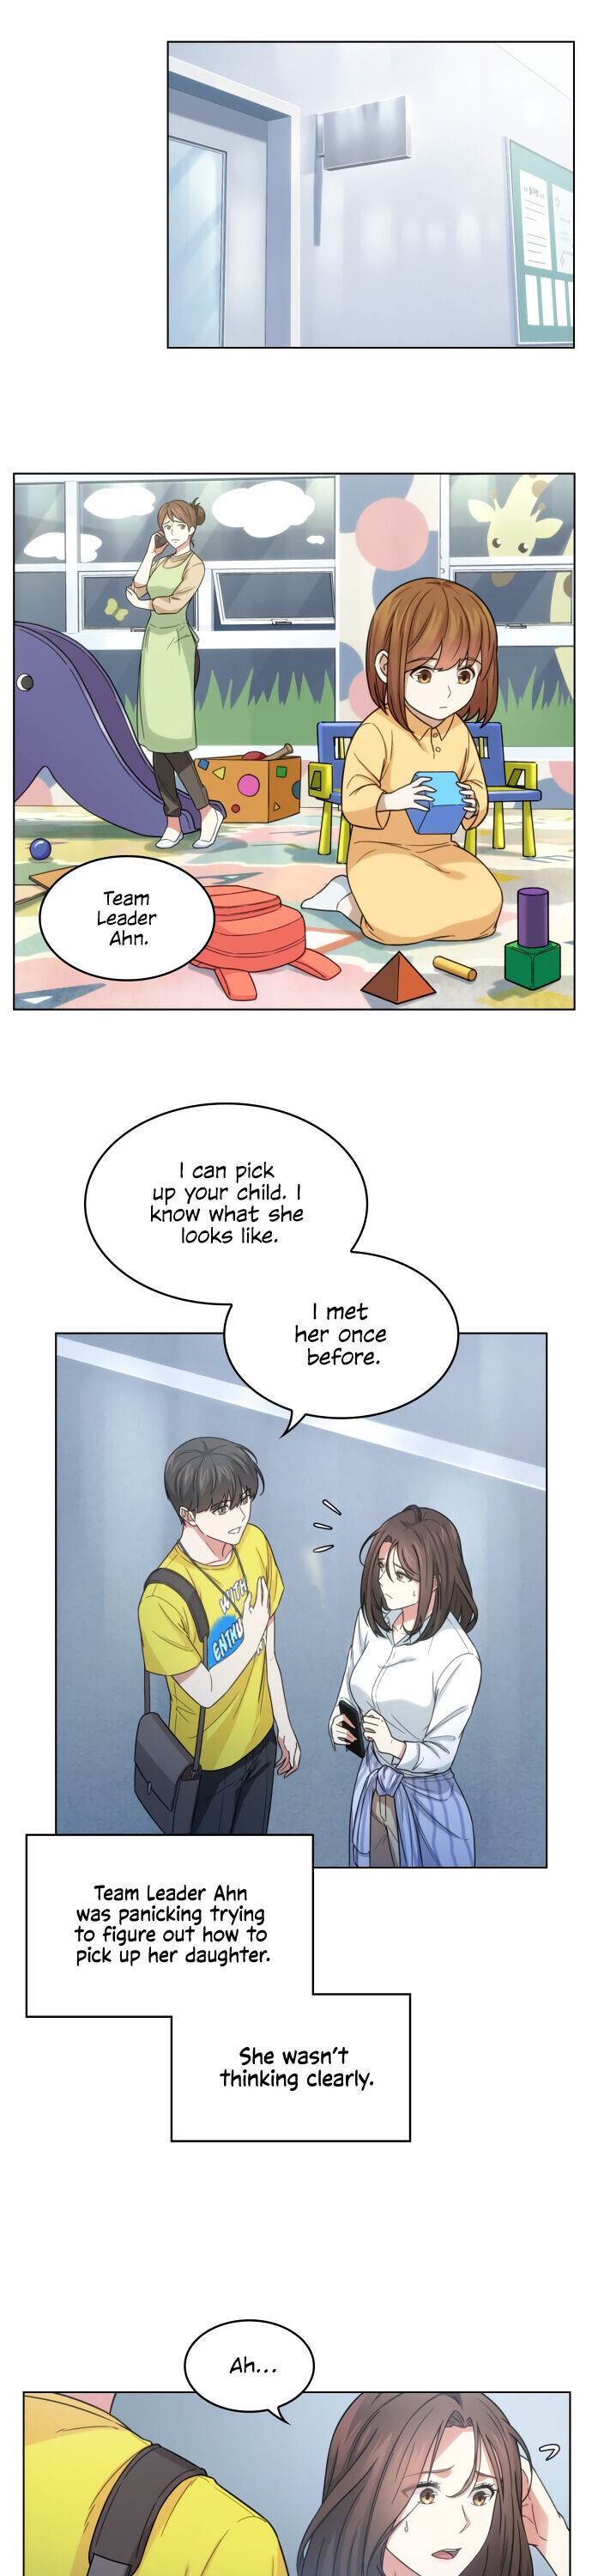 Team
Leader
Ahn.
I can pick
up your child. I
know what she
looks like.
I met
her once
before.
WITH
Team Leader Ahn
was panicking trying
to figure out how to
pick up her daughter.
She wasn't
thinking clearly.
Ah...